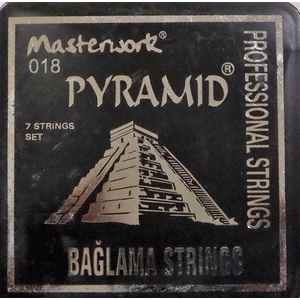 Masterwork®
018
PYRAMID®
7 STRINGS
SET
PROFESSIONAL STRINGS
BAĞLAMA STRINGS